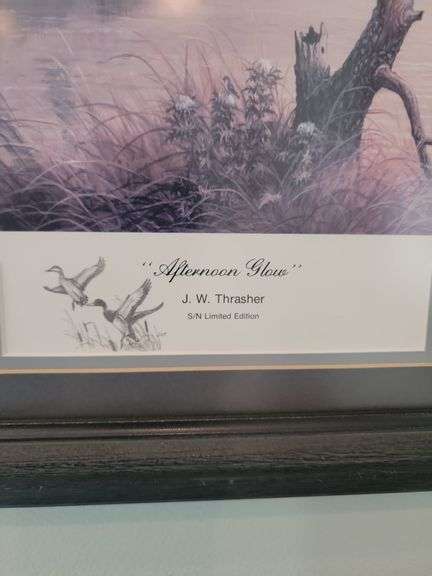 "Afternoon Glow"
J. W. Thrasher
S/N Limited Edition